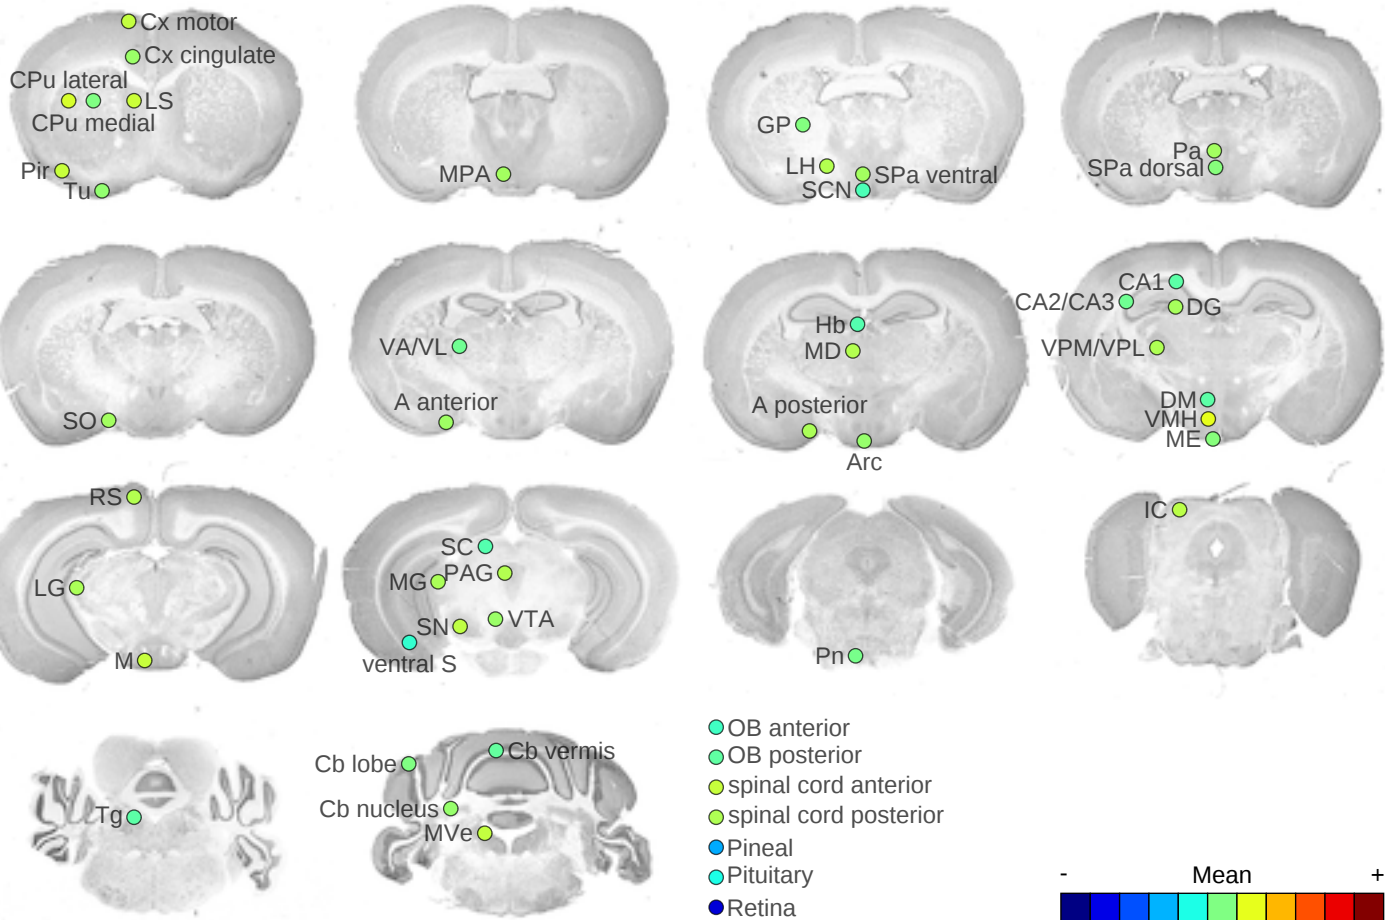 Cx motor
Cx cingulate
CPu lateral
LS
CPu medial
Pir
Tu
MPA
GP
LH
SPa ventral
SCN
Pa
SPa dorsal
SO
VA/VL
A anterior
Hb
MD
A posterior
Arc
CA1
CA2/CA3
DG
VPM/VPL
DM
VMH
ME
RS
LG
M
SC
MG
PAG
SN
VTA
ventral S
Pn
IC
Tg
Cb lobe
Cb vermis
Cb nucleus
MVe
OB anterior
OB posterior
spinal cord anterior
spinal cord posterior
Pineal
Pituitary
Retina
- Mean +